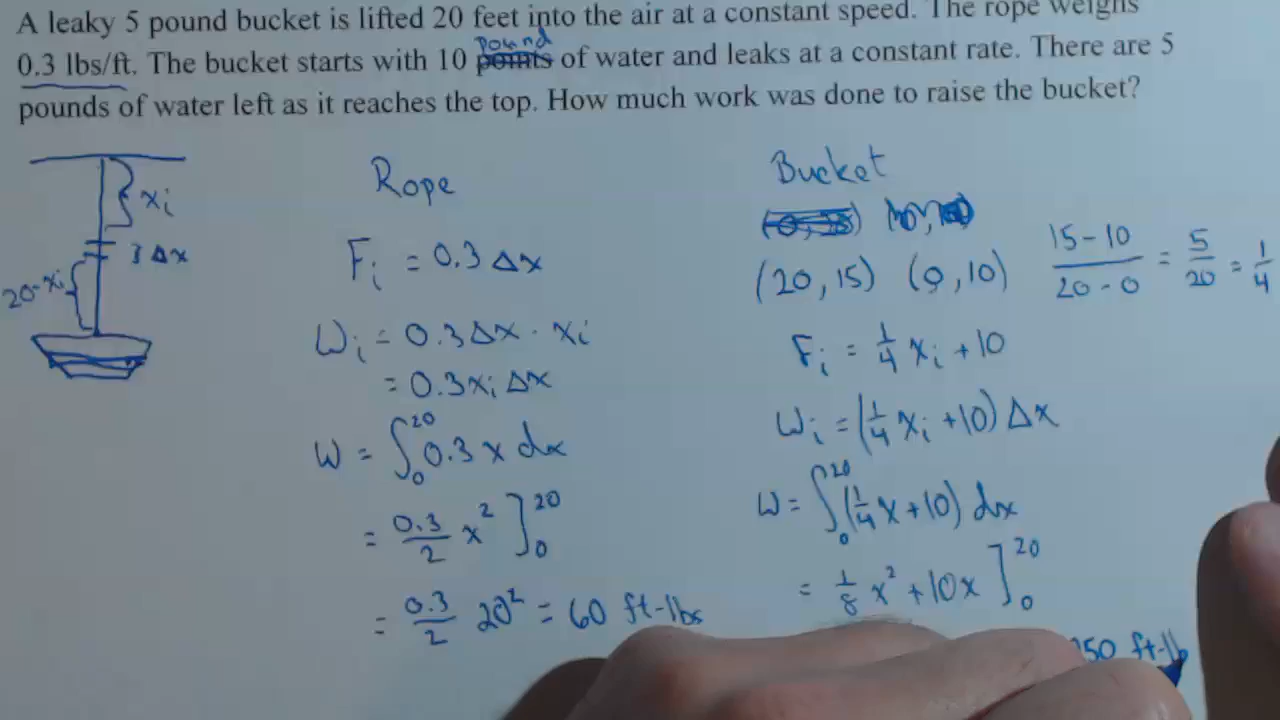 A leaky 5 pound bucket is lifted 20 feet into the air at a constant speed. The rope weighs
pound
0.3 lbs/ft. The bucket starts with 10 points of water and leaks at a constant rate. There are 5
pounds of water left as it reaches the top. How much work was done to raise the bucket?
xi
Δx
20-xi
Rope
Fi = 0.3 Δx
Wi = 0.3Δx · xi
= 0.3xi Δx
W = ∫₀²⁰ 0.3 x dx
= 0.3/2 x² ]₀²⁰
= 0.3/2 20² = 60 ft-lbs
Bucket
(20,15) (0,10) 15-10/20-0 = 5/20 = 1/4
Fi = 1/4 xi + 10
Wi = (1/4 xi + 10) Δx
W = ∫₀²⁰ (1/4 x + 10) dx
= 1/8 x² + 10x ]₀²⁰
50 ft-lb